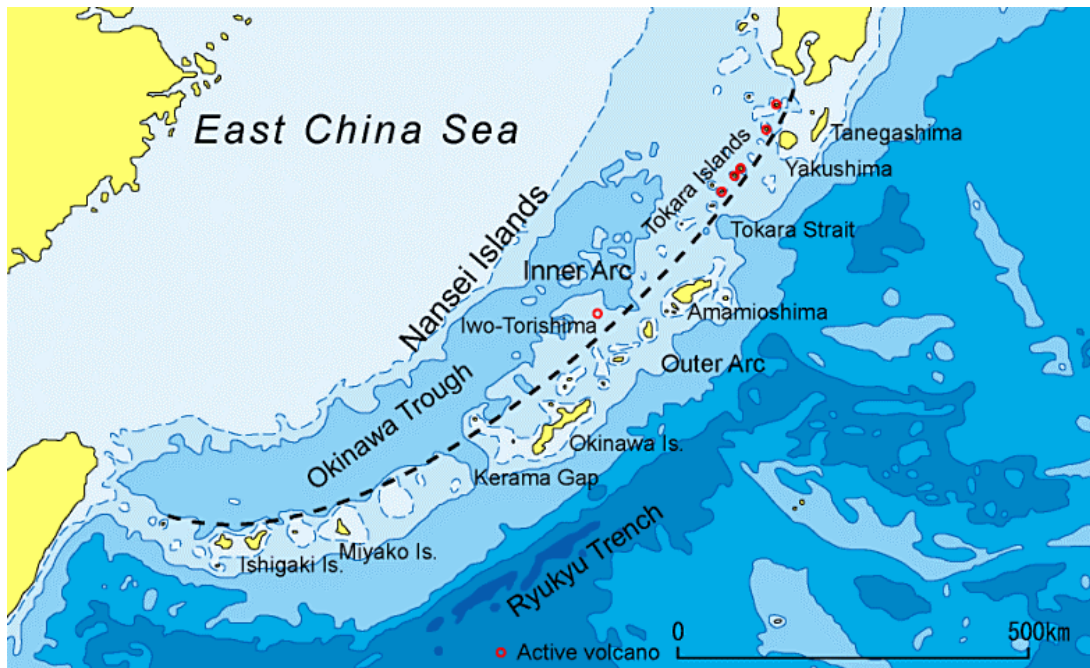 East China Sea
Tanegashima
Yakushima
Tokara Islands
Tokara Strait
Nansei Islands
Inner Arc
Iwo-Torishima
Amamioshima
Outer Arc
Okinawa Trough
Okinawa Is.
Kerama Gap
Miyako Is.
Ishigaki Is.
Ryukyu Trench
0 500km
Active volcano